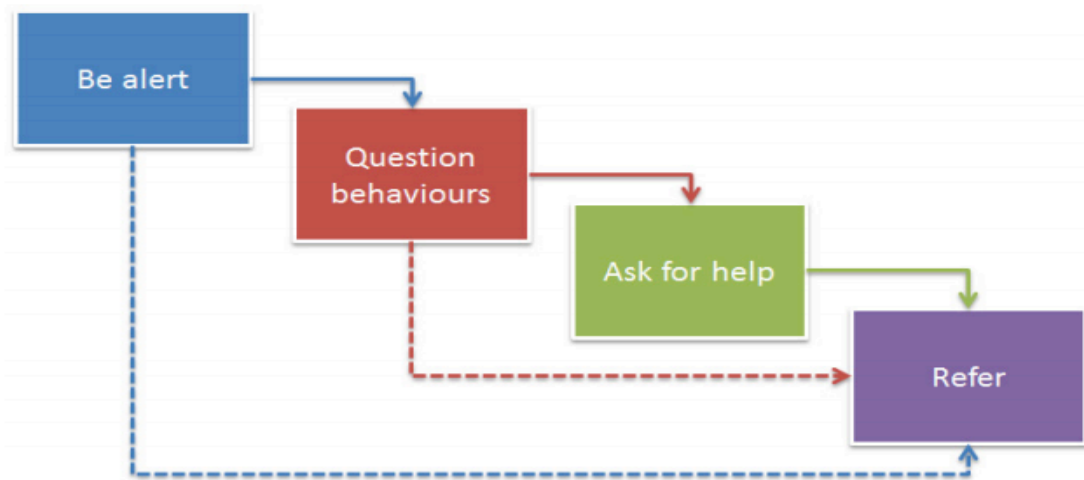 Be alert
Question
behaviours
Ask for help
Refer